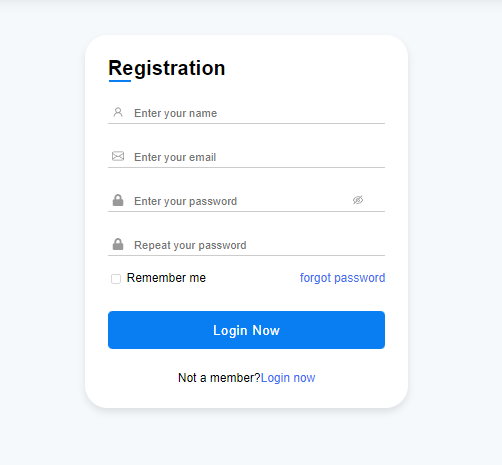 Registration
Enter your name
Enter your email
Enter your password
Repeat your password
Remember me forgot password
Login Now
Not a member?Login now